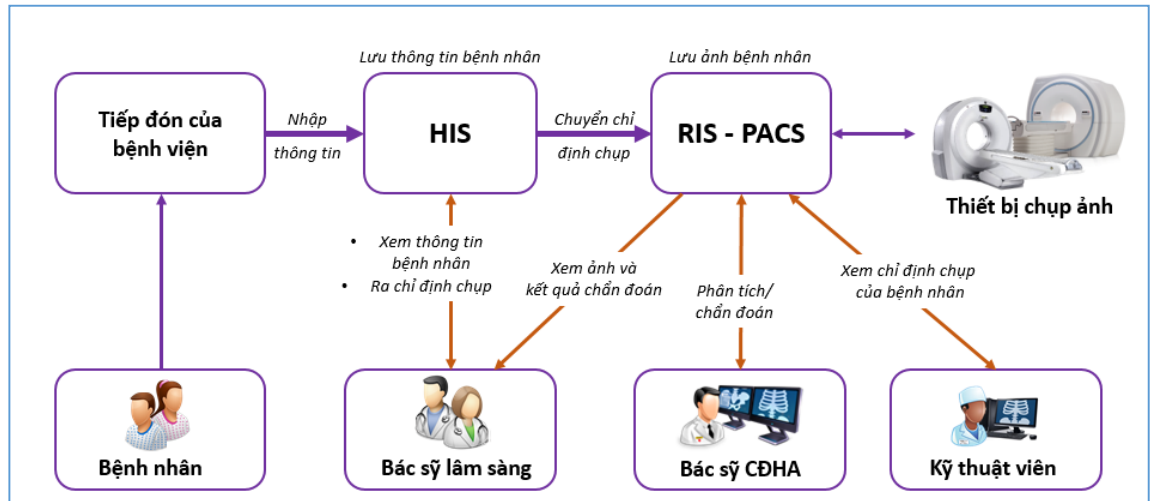 Lưu thông tin bệnh nhân
Lưu ảnh bệnh nhân
Tiếp đón của
bệnh viện
Nhập
thông tin
HIS
Chuyển chỉ
định chụp
RIS - PACS
Thiết bị chụp ảnh
• Xem thông tin
bệnh nhân
• Ra chỉ định chụp
Xem ảnh và
kết quả chẩn đoán
Phân tích/
chẩn đoán
Xem chỉ định chụp
của bệnh nhân
Bệnh nhân
Bác sỹ lâm sàng
Bác sỹ CĐHA
Kỹ thuật viên